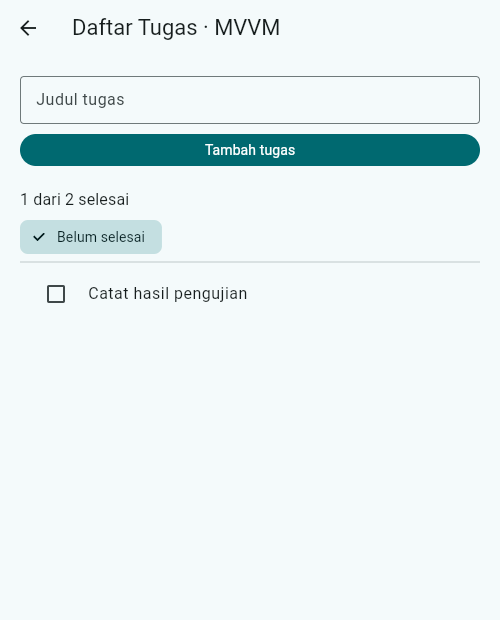 Daftar Tugas · MVVM
Judul tugas
Tambah tugas
1 dari 2 selesai
Belum selesai
Catat hasil pengujian